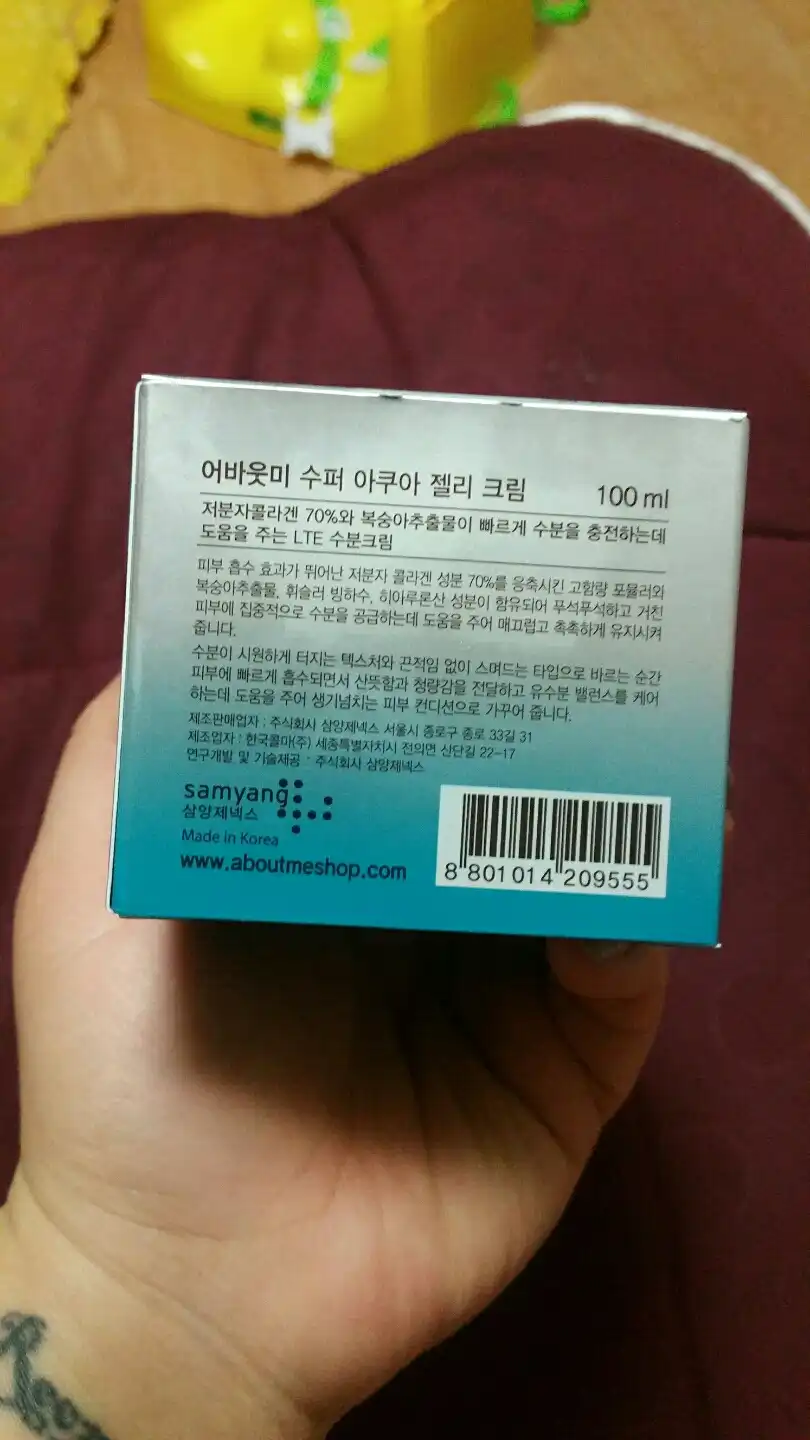 어바웃미 수퍼 아쿠아 젤리 크림 100 ml
저분자콜라겐 70%와 복숭아추출물이 빠르게 수분을 충전하는데
도움을 주는 LTE 수분크림
피부 흡수 효과가 뛰어난 저분자 콜라겐 성분 70%를 응축시킨 고함량 포뮬러와
복숭아추출물, 휘슬러 빙하수, 히아루론산 성분이 함유되어 푸석푸석하고 거친
피부에 집중적으로 수분을 공급하는데 도움을 주어 매끄럽고 촉촉하게 유지시켜
줍니다.
수분이 시원하게 터지는 텍스처와 끈적임 없이 스며드는 타입으로 바르는 순간
피부에 빠르게 흡수되면서 산뜻함과 청량감을 전달하고 유수분 밸런스를 케어
하는데 도움을 주어 생기넘치는 피부 컨디션으로 가꾸어 줍니다.
제조판매업자 : 주식회사 삼양제넥스 서울시 종로구 종로 33길 31
제조업자 : 한국콜마(주) 세종특별자치시 전의면 산단길 22-17
연구개발 및 기술제공 : 주식회사 삼양제넥스
samyang
삼양제넥스
Made in Korea
www.aboutmeshop.com
8 801014 209555